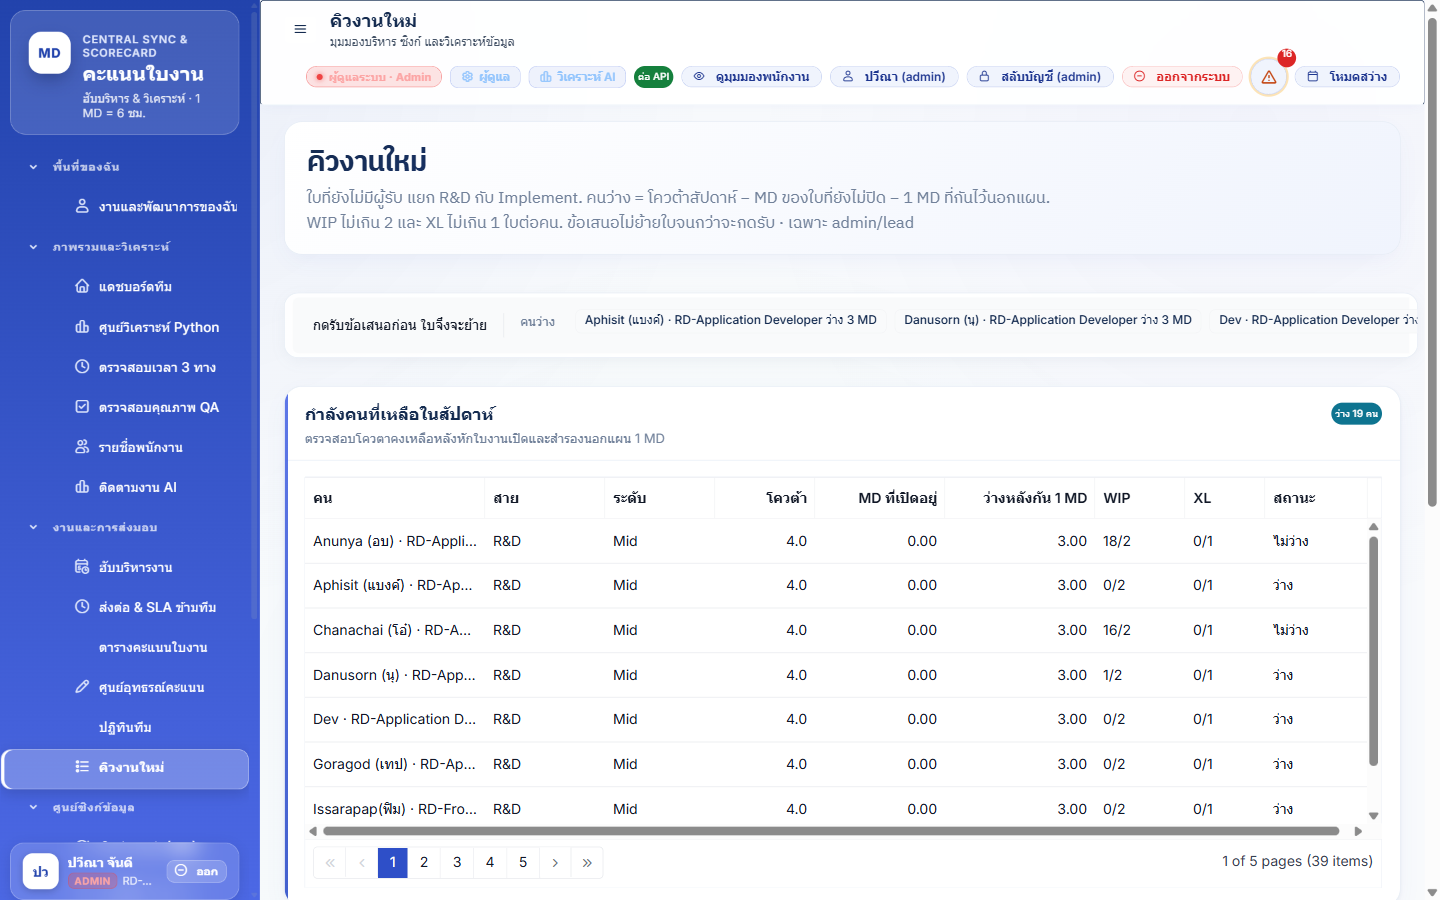 MD
CENTRAL SYNC & SCORECARD
คะแนนใบงาน
ฮับบริหาร & วิเคราะห์ · 1 MD = 6 ชม.
พื้นที่ของฉัน
งานและพัฒนาการของฉัน
ภาพรวมและวิเคราะห์
แดชบอร์ดทีม
ศูนย์วิเคราะห์ Python
ตรวจสอบเวลา 3 ทาง
ตรวจสอบคุณภาพ QA
รายชื่อพนักงาน
ติดตามงาน AI
งานและการส่งมอบ
ฮับบริหารงาน
ส่งต่อ & SLA ข้ามทีม
ตารางคะแนนใบงาน
ศูนย์อุทธรณ์คะแนน
ปฏิทินทีม
คิวงานใหม่
ศูนย์ซิงก์ข้อมูล
ปว
ปวีณา จันดี
ADMIN RD-...
ออก
คิวงานใหม่
มุมมองบริหาร ซิงก์ และวิเคราะห์ข้อมูล
ผู้ดูแลระบบ · Admin
ผู้ดูแล
วิเคราะห์ AI
ต่อ API
ดูมุมมองพนักงาน
ปวีณา (admin)
สลับบัญชี (admin)
ออกจากระบบ
16
โหมดสว่าง
คิวงานใหม่
ใบที่ยังไม่มีผู้รับ แยก R&D กับ Implement. คนว่าง = โควต้าสัปดาห์ – MD ของใบที่ยังไม่ปิด – 1 MD ที่กันไว้นอกแผน.
WIP ไม่เกิน 2 และ XL ไม่เกิน 1 ใบต่อคน. ข้อเสนอไม่ย้ายใบจนกว่าจะกดรับ · เฉพาะ admin/lead
กดรับข้อเสนอก่อน ใบจึงจะย้าย
คนว่าง
Aphisit (แบงค์) · RD-Application Developer ว่าง 3 MD
Danusorn (นุ) · RD-Application Developer ว่าง 3 MD
Dev · RD-Application Developer ว่าง
กำลังคนที่เหลือในสัปดาห์
ว่าง 19 คน
ตรวจสอบโควตาคงเหลือหลังหักใบงานเปิดและสำรองนอกแผน 1 MD
คน สาย ระดับ โควต้า MD ที่เปิดอยู่ ว่างหลังกัน 1 MD WIP XL สถานะ
Anunya (อบ) · RD-Appli... R&D Mid 4.0 0.00 3.00 18/2 0/1 ไม่ว่าง
Aphisit (แบงค์) · RD-Ap... R&D Mid 4.0 0.00 3.00 0/2 0/1 ว่าง
Chanachai (โอ๋) · RD-A... R&D Mid 4.0 0.00 3.00 16/2 0/1 ไม่ว่าง
Danusorn (นุ) · RD-App... R&D Mid 4.0 0.00 3.00 1/2 0/1 ว่าง
Dev · RD-Application D... R&D Mid 4.0 0.00 3.00 0/2 0/1 ว่าง
Goragod (เทป) · RD-Ap... R&D Mid 4.0 0.00 3.00 0/2 0/1 ว่าง
Issarapap(ฟิม) · RD-Fro... R&D Mid 4.0 0.00 3.00 0/2 0/1 ว่าง
« ‹ 1 2 3 4 5 › »
1 of 5 pages (39 items)